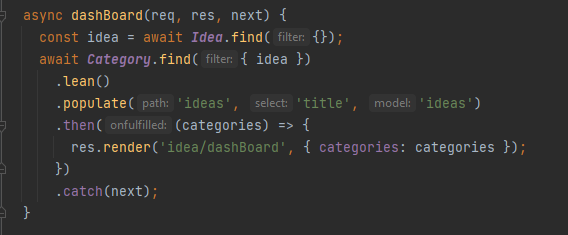 async dashBoard(req, res, next) {
const idea = await Idea.find( filter: {});
await Category.find( filter: { idea })
.lean()
.populate( path: 'ideas', select: 'title', model: 'ideas')
.then( onfulfilled: (categories) => {
res.render('idea/dashBoard', { categories: categories });
})
.catch(next);
}